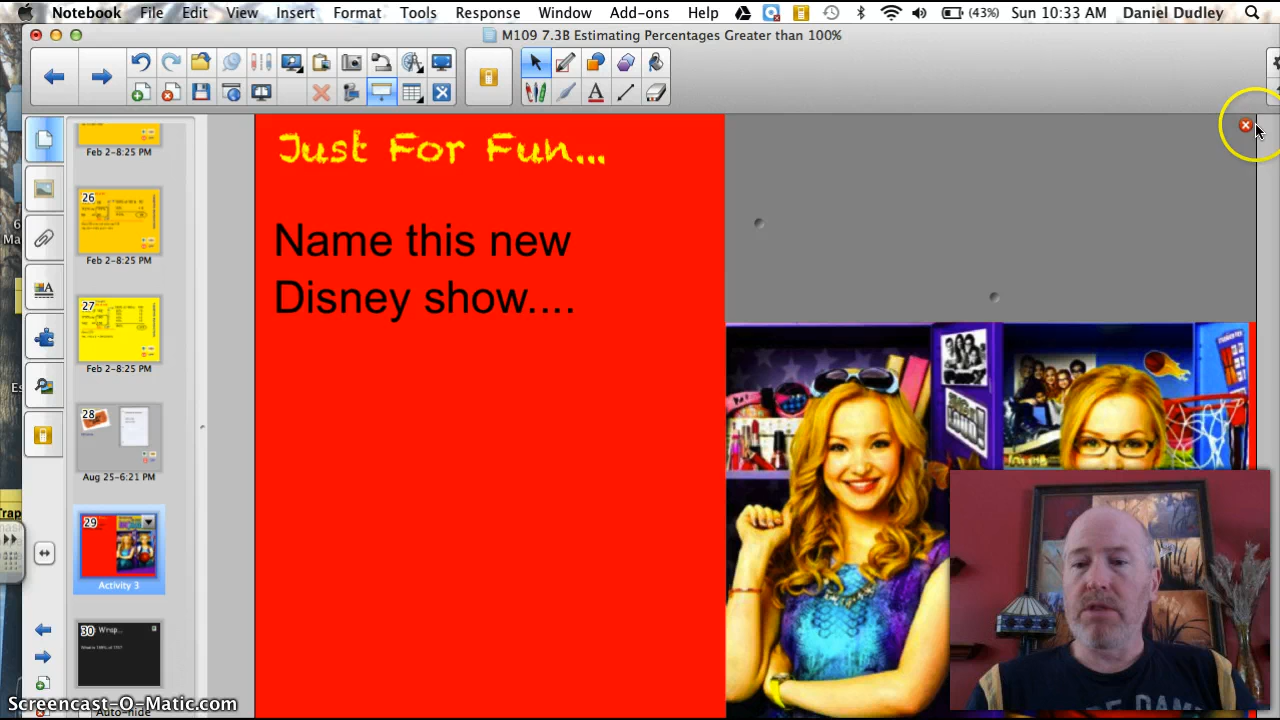 Notebook File Edit View Insert Format Tools Response Window Add-ons Help (43%) Sun 10:33 AM Daniel Dudley
M109 7.3B Estimating Percentages Greater than 100%
Just For Fun...
Name this new
Disney show....
Feb 2-8:25 PM
26
Feb 2-8:25 PM
27
Feb 2-8:25 PM
28
Aug 25-6:21 PM
29
Activity 3
30 Wrap...
Auto-hide
Screencast-O-Matic.com